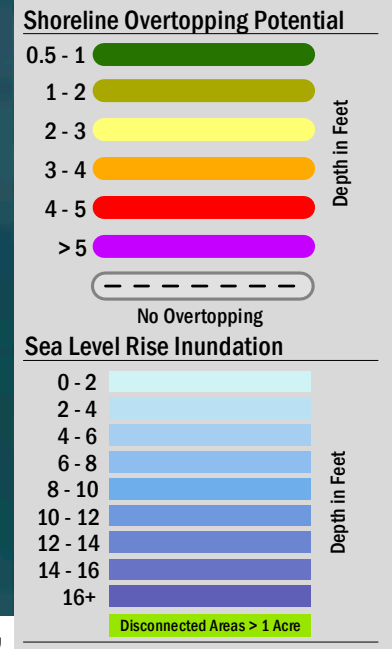 Shoreline Overtopping Potential
0.5 - 1
1 - 2
2 - 3
3 - 4
4 - 5
> 5
Depth in Feet
No Overtopping
Sea Level Rise Inundation
0 - 2
2 - 4
4 - 6
6 - 8
8 - 10
10 - 12
12 - 14
14 - 16
16+
Depth in Feet
Disconnected Areas > 1 Acre